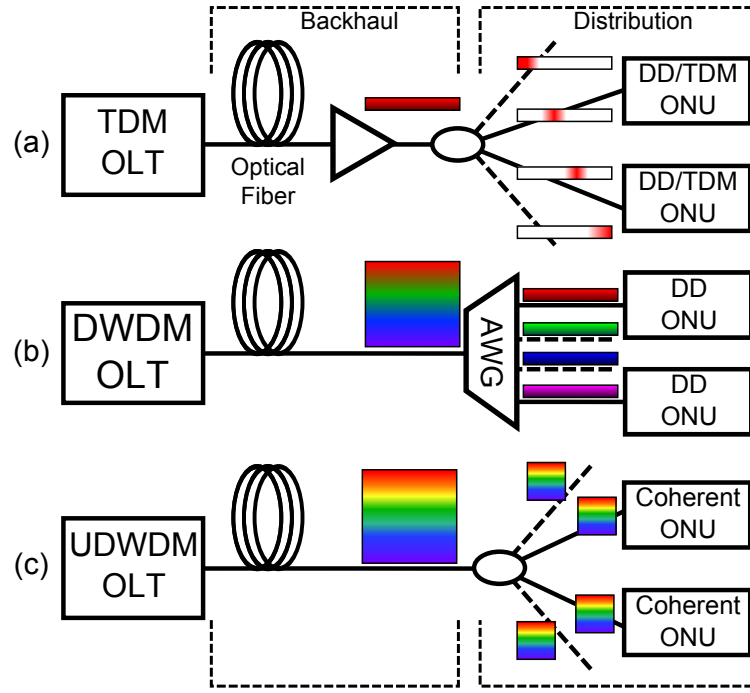 Backhaul
Distribution
(a)
TDM
OLT
Optical
Fiber
DD/TDM
ONU
DD/TDM
ONU
(b)
DWDM
OLT
AWG
DD
ONU
DD
ONU
(c)
UDWDM
OLT
Coherent
ONU
Coherent
ONU